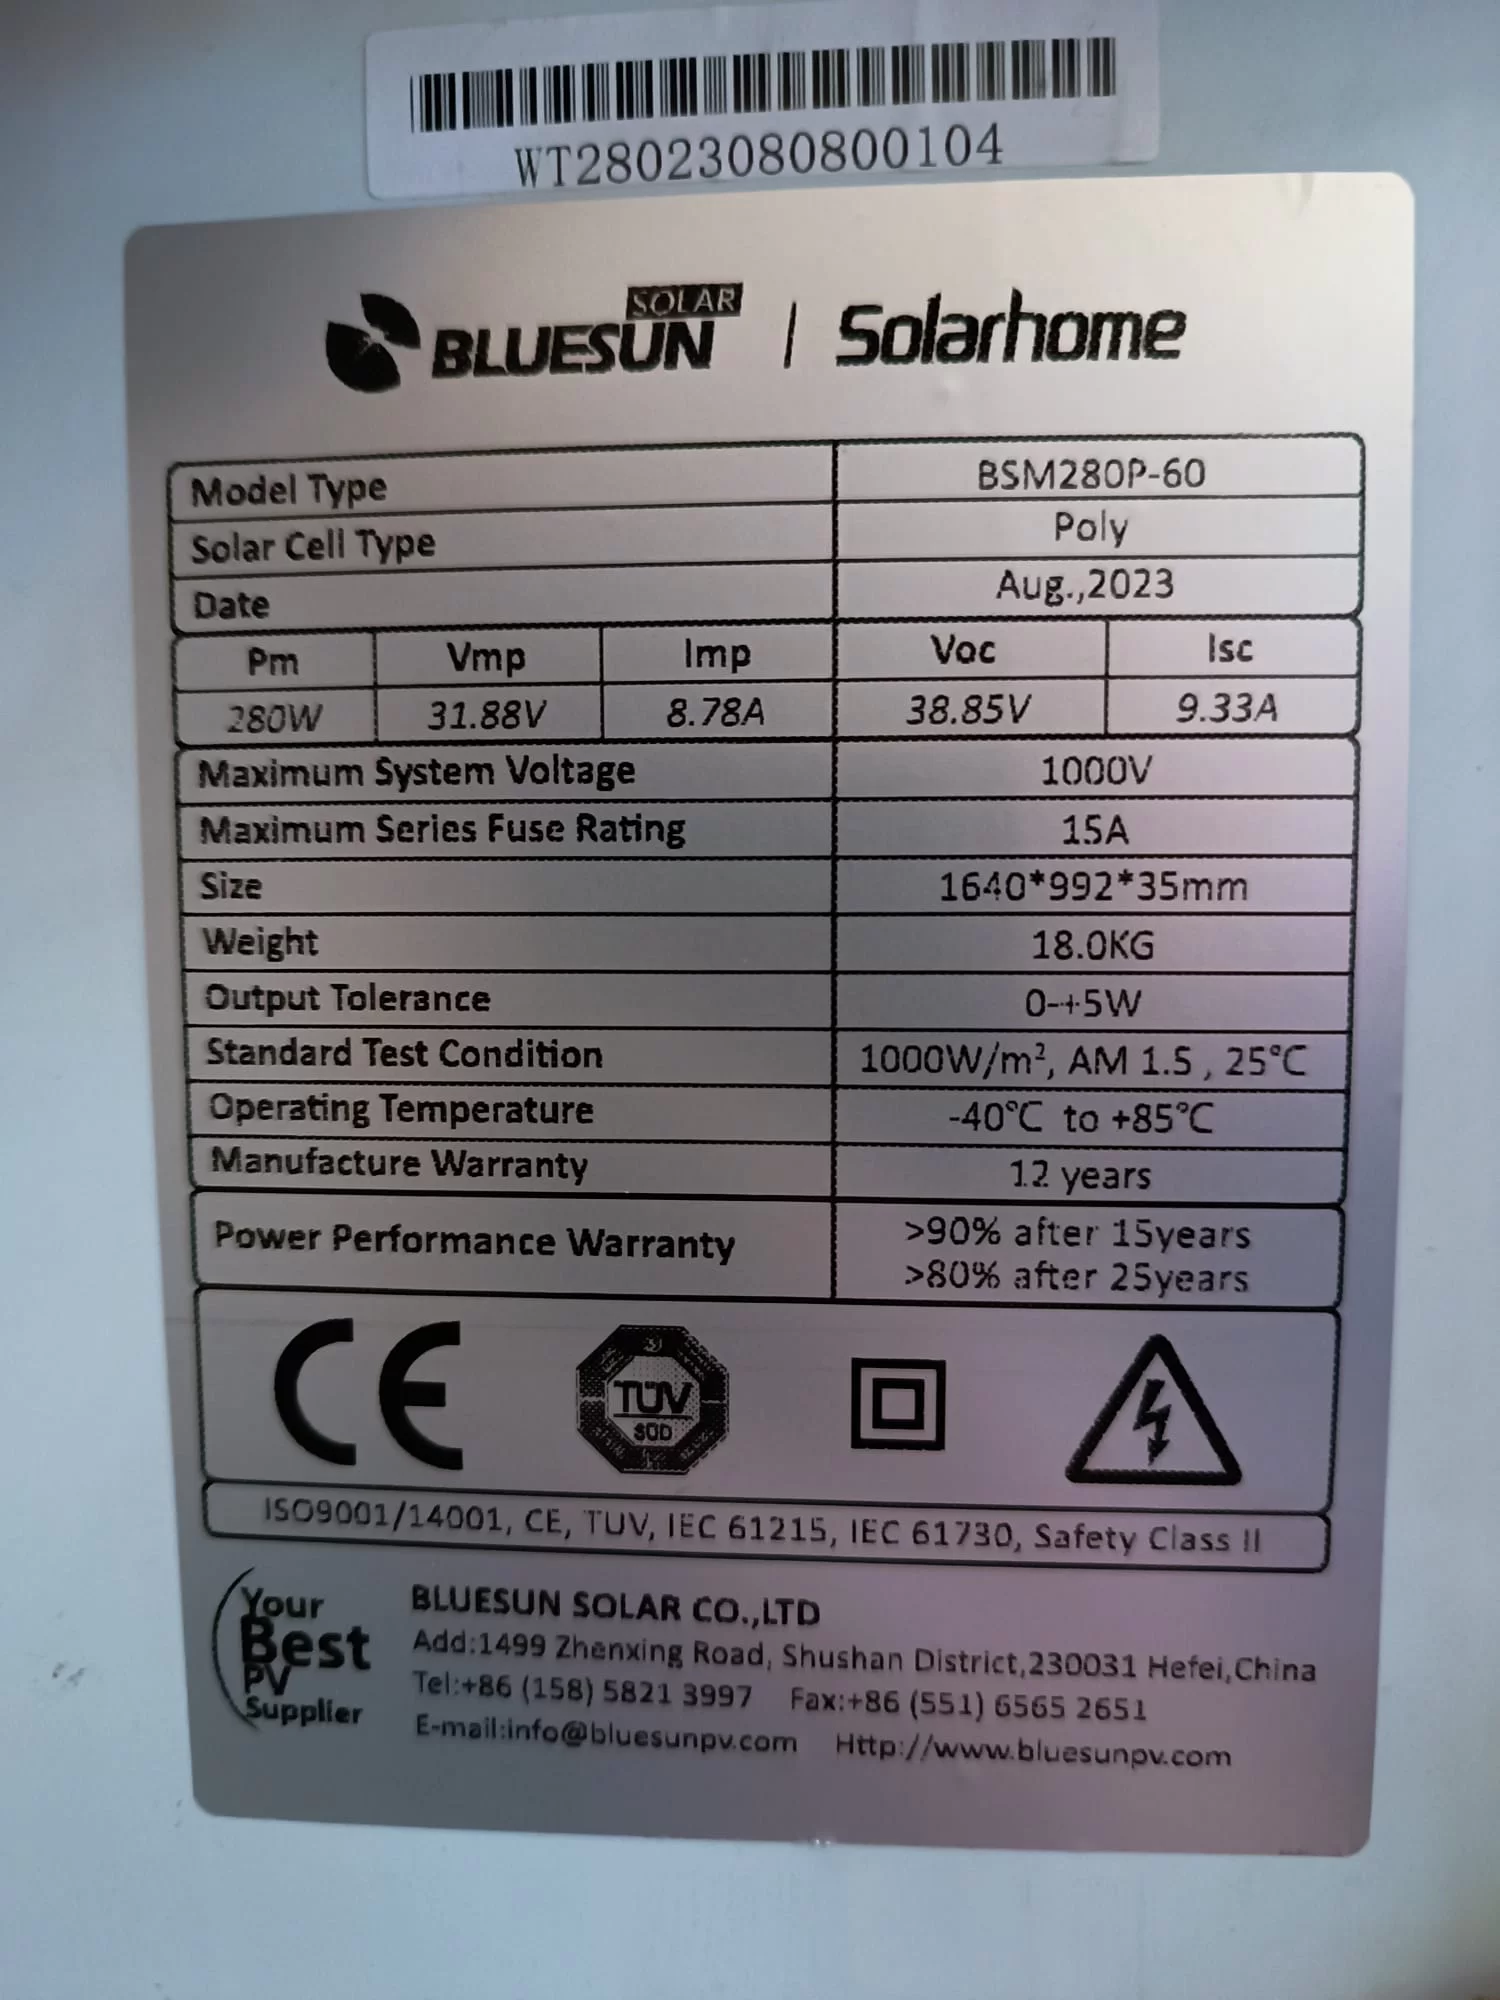 WT28023080800104
SOLAR
BLUESUN | Solarhome
Model Type BSM280P-60
Solar Cell Type Poly
Date Aug.,2023
Pm Vmp Imp Voc Isc
280W 31.88V 8.78A 38.85V 9.33A
Maximum System Voltage 1000V
Maximum Series Fuse Rating 15A
Size 1640*992*35mm
Weight 18.0KG
Output Tolerance 0-+5W
Standard Test Condition 1000W/m², AM 1.5 , 25℃
Operating Temperature -40℃ to +85℃
Manufacture Warranty 12 years
Power Performance Warranty >90% after 15years
>80% after 25years
CE
TÜV
SÜD
ISO9001/14001, CE, TUV, IEC 61215, IEC 61730, Safety Class II
Your
Best
PV
Supplier
BLUESUN SOLAR CO.,LTD
Add:1499 Zhenxing Road, Shushan District,230031 Hefei,China
Tel:+86 (158) 5821 3997 Fax:+86 (551) 6565 2651
E-mail:info@bluesunpv.com Http://www.bluesunpv.com